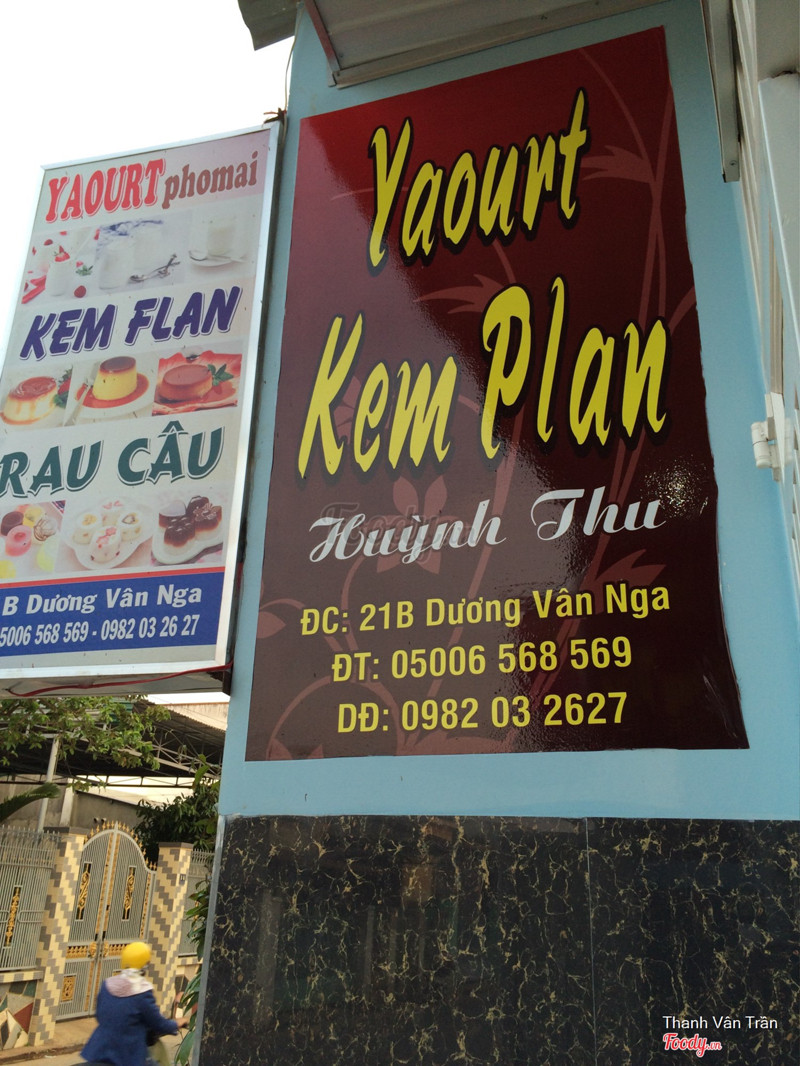 YAOURT phomai
KEM FLAN
RAU CÂU
B Dương Vân Nga
5006 568 569 - 0982 03 26 27
Yaourt
Kem Plan
Huỳnh Thu
ĐC: 21B Dương Vân Nga
ĐT: 05006 568 569
DĐ: 0982 03 2627
Thanh Vân Trần
Foody.vn